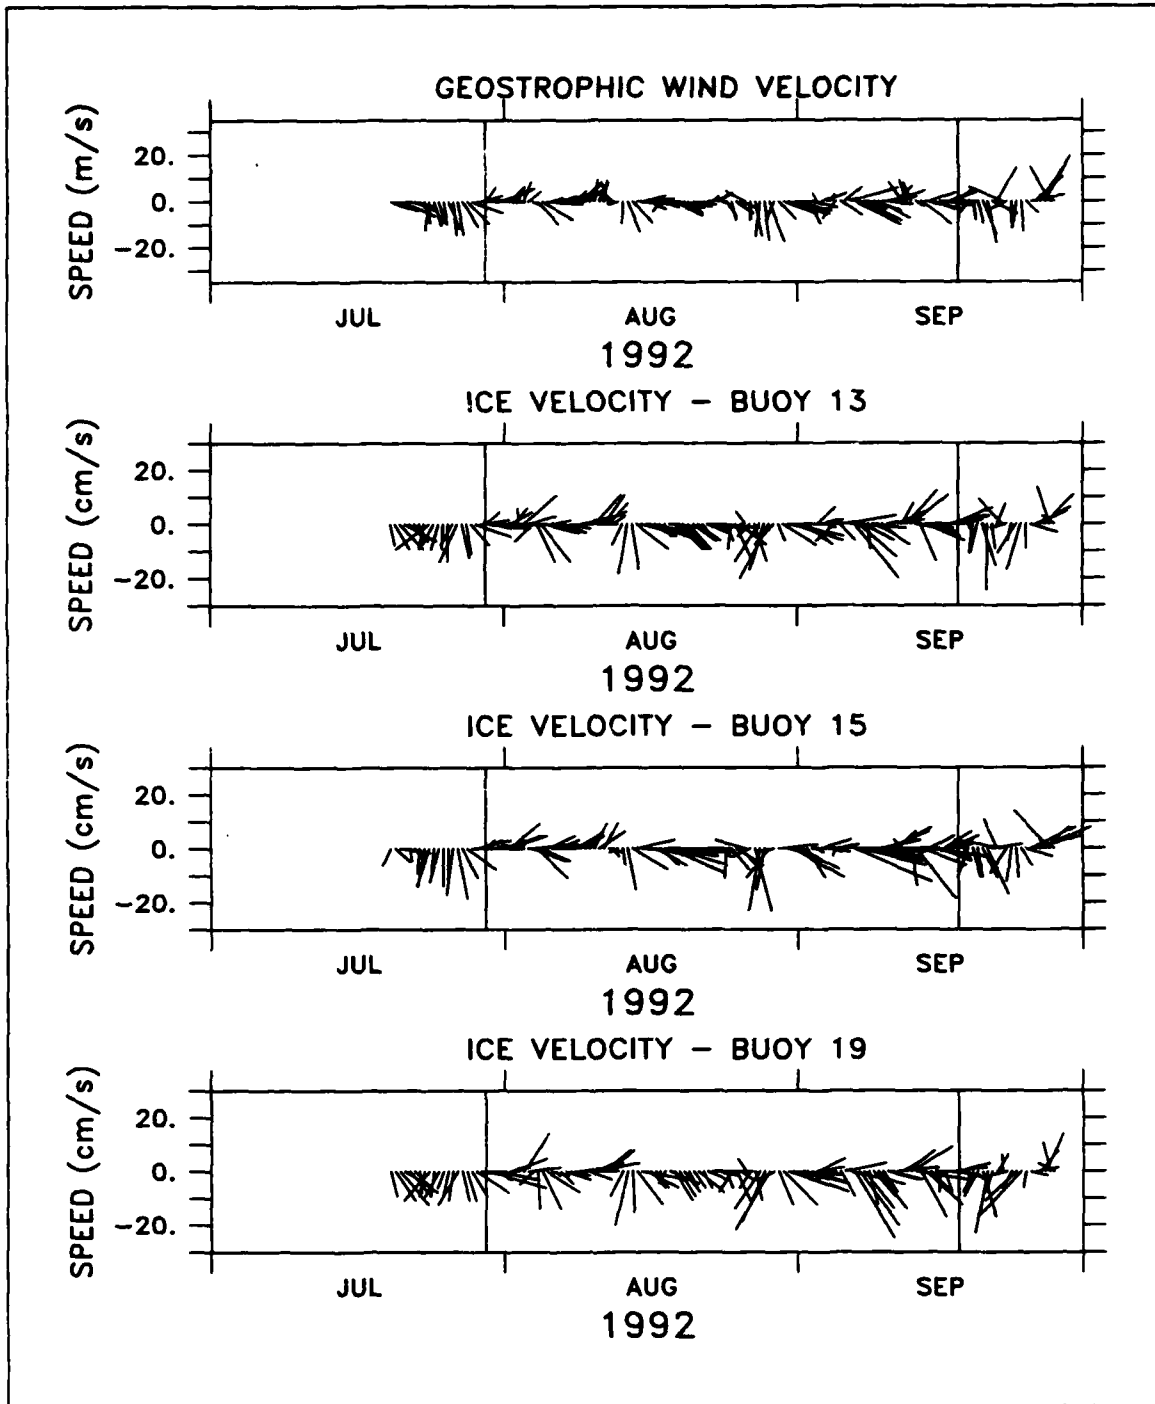 GEOSTROPHIC WIND VELOCITY
SPEED (m/s)
20.
0.
−20.
JUL AUG SEP
1992
ICE VELOCITY − BUOY 13
SPEED (cm/s)
20.
0.
−20.
JUL AUG SEP
1992
ICE VELOCITY − BUOY 15
SPEED (cm/s)
20.
0.
−20.
JUL AUG SEP
1992
ICE VELOCITY − BUOY 19
SPEED (cm/s)
20.
0.
−20.
JUL AUG SEP
1992